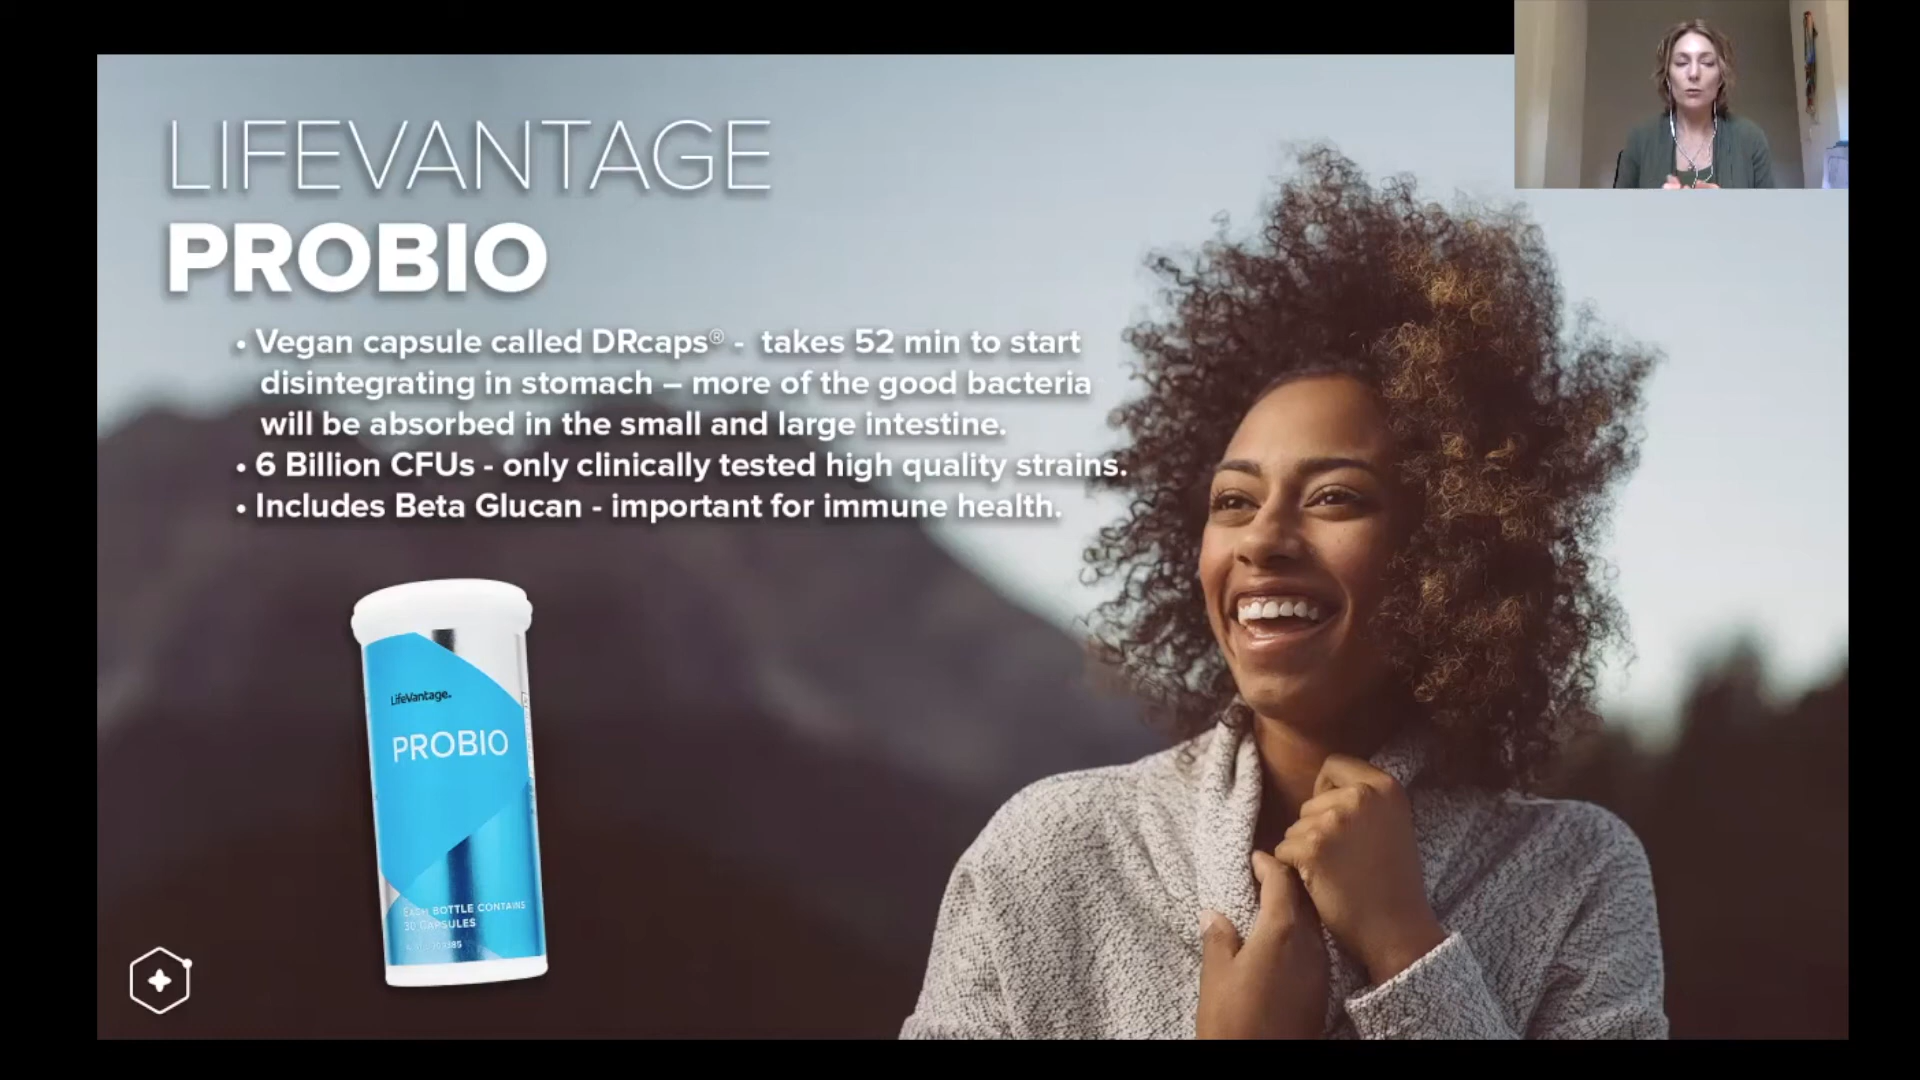 LIFEVANTAGE
PROBIO
• Vegan capsule called DRcaps® - takes 52 min to start
disintegrating in stomach – more of the good bacteria
will be absorbed in the small and large intestine.
• 6 Billion CFUs - only clinically tested high quality strains.
• Includes Beta Glucan - important for immune health.
LifeVantage.
PROBIO
EACH BOTTLE CONTAINS
30 CAPSULES